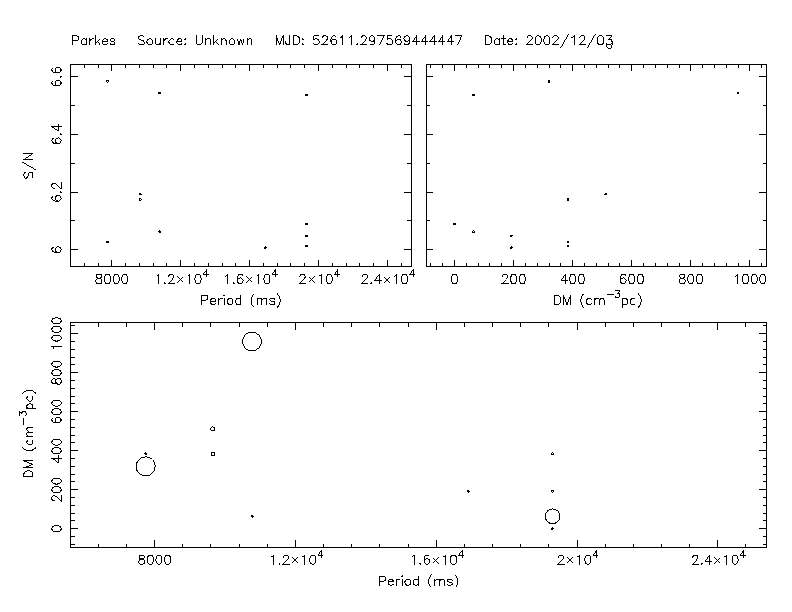 Parkes Source: Unknown MJD: 52611.297569444447 Date: 2002/12/03
S/N
6 6.2 6.4 6.6
8000 1.2×10⁴ 1.6×10⁴ 2×10⁴ 2.4×10⁴
Period (ms)
0 200 400 600 800 1000
DM (cm⁻³pc)
DM (cm⁻³pc)
0 200 400 600 800 1000
8000 1.2×10⁴ 1.6×10⁴ 2×10⁴ 2.4×10⁴
Period (ms)